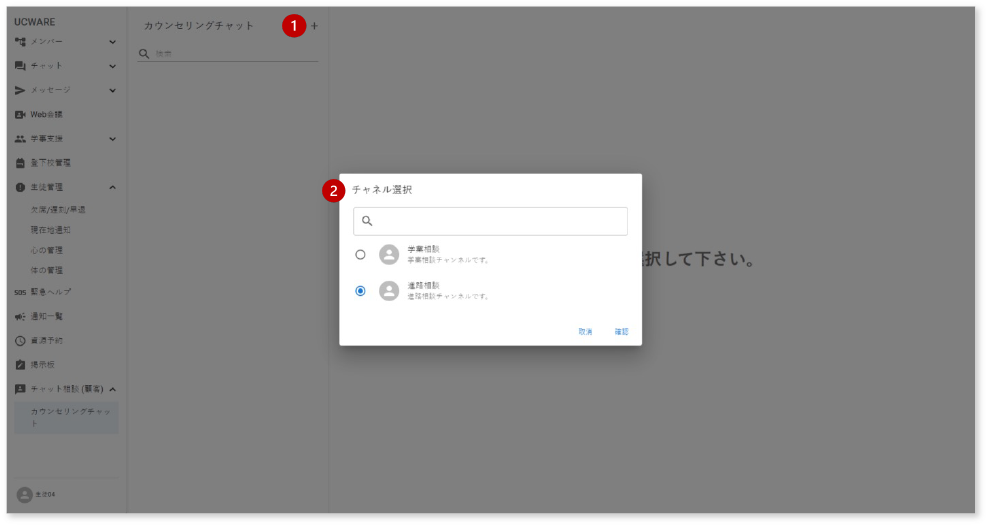 UCWARE
メンバー
チャット
メッセージ
Web会議
学事支援
登下校管理
生徒管理
欠席/遅刻/早退
現在地通知
心の管理
体の管理
SOS 緊急ヘルプ
通知一覧
資源予約
掲示板
チャット相談 (顧客)
カウンセリングチャッ
ト
生徒04
カウンセリングチャット
1
+
検索
2
チャネル選択
学業相談
学業相談チャンネルです。
進路相談
進路相談チャンネルです。
取消
確認
択して下さい。